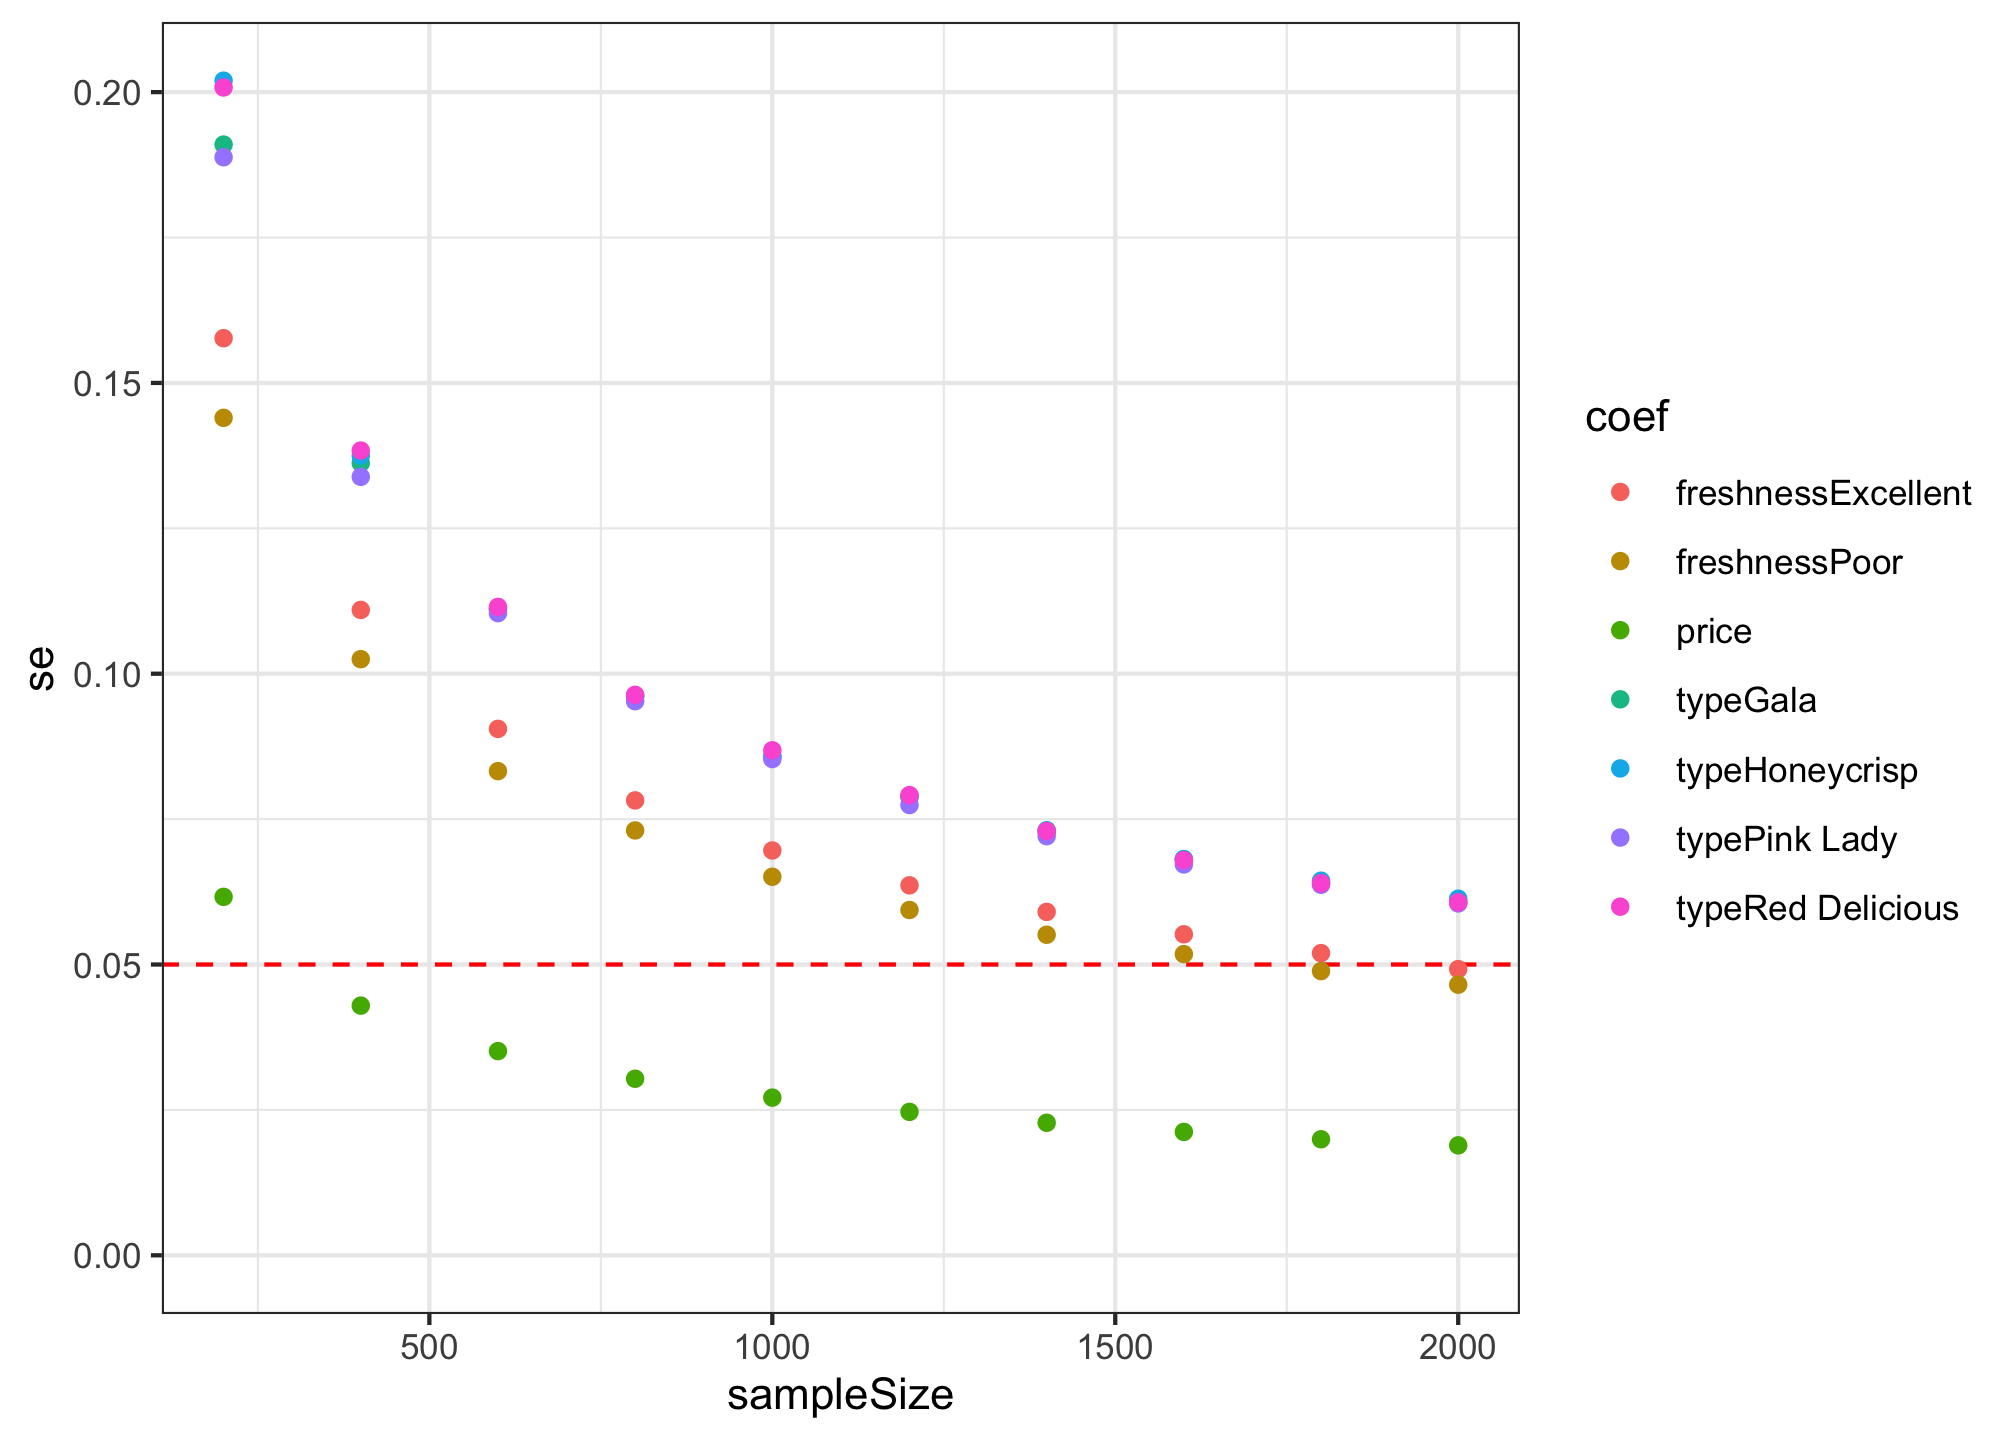 0.20
0.15
0.10
0.05
0.00
se
500
1000
1500
2000
sampleSize
coef
freshnessExcellent
freshnessPoor
price
typeGala
typeHoneycrisp
typePink Lady
typeRed Delicious